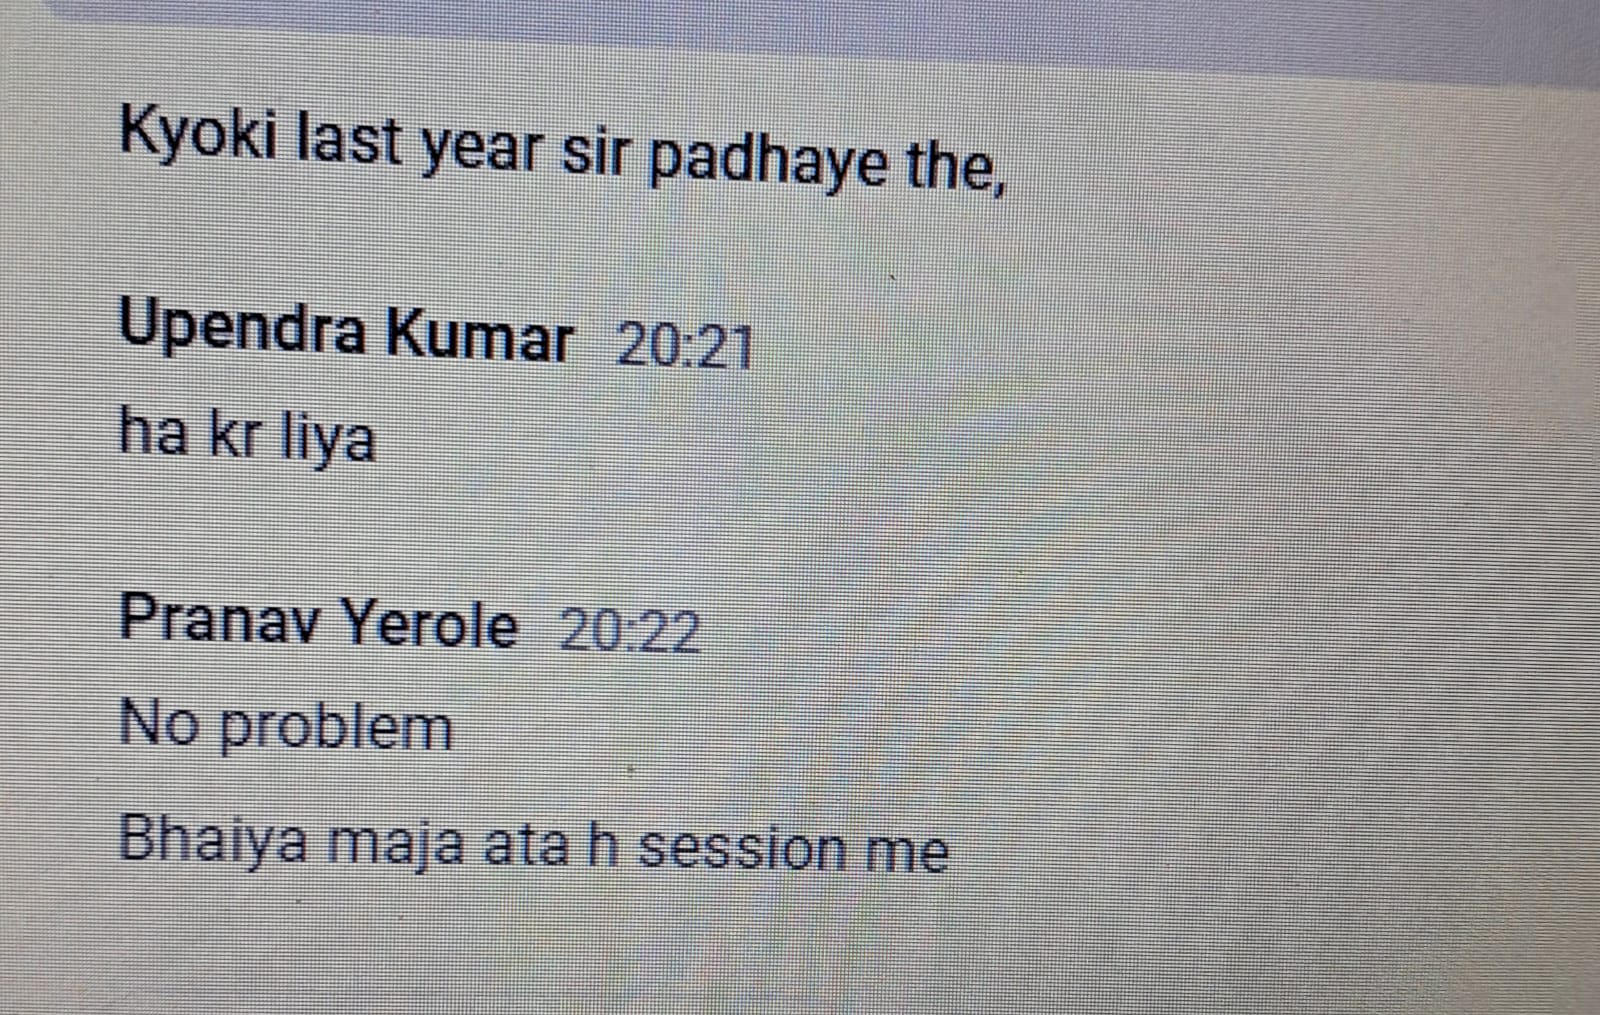 Kyoki last year sir padhaye the,
Upendra Kumar 20:21
ha kr liya
Pranav Yerole 20:22
No problem
Bhaiya maja ata h session me